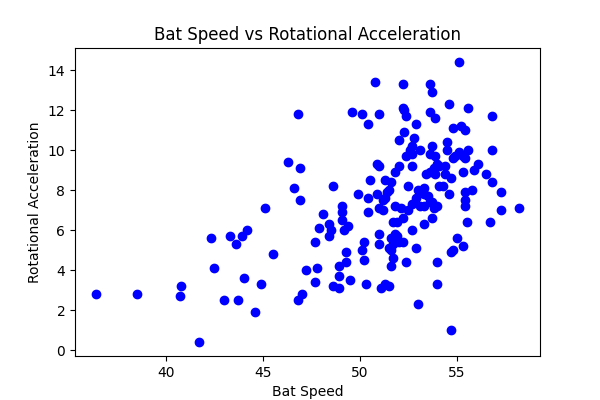 Bat Speed vs Rotational Acceleration
14
12
10
8
6
4
2
0
Rotational Acceleration
40 45 50 55
Bat Speed